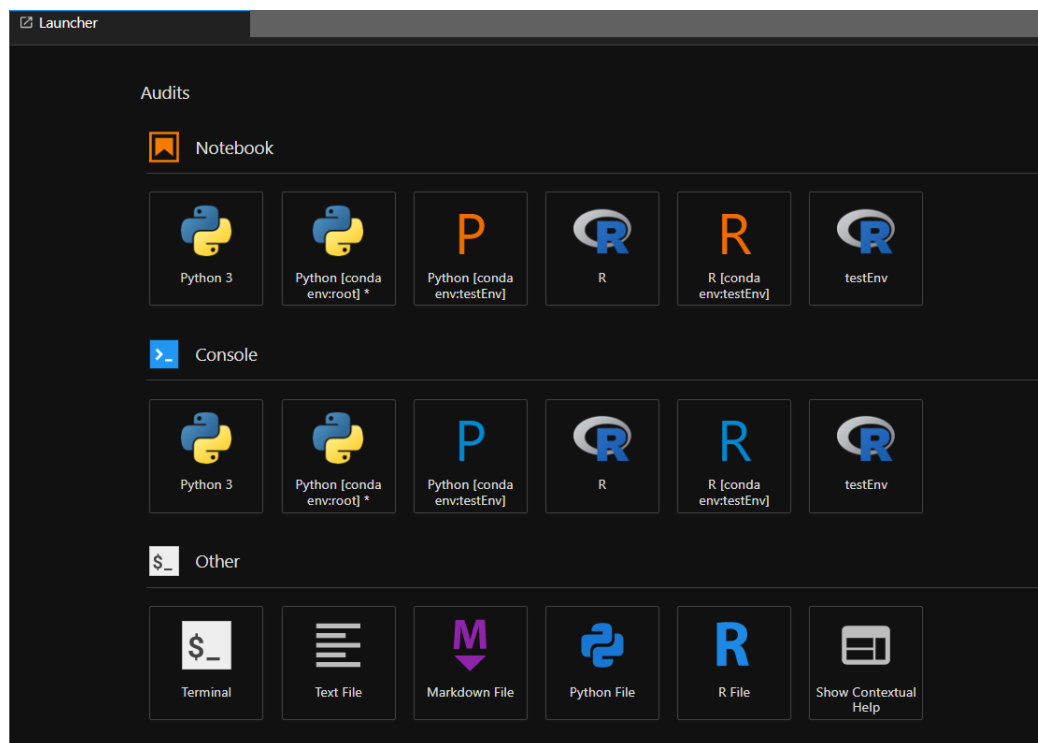 Launcher
Audits
Notebook
Python 3
Python [conda
env:root] *
P
Python [conda
env:testEnv]
R
R
R
R [conda
env:testEnv]
R
testEnv
Console
Python 3
Python [conda
env:root] *
P
Python [conda
env:testEnv]
R
R
R
R [conda
env:testEnv]
R
testEnv
$_
Other
$_
Terminal
Text File
M
Markdown File
Python File
R
R File
Show Contextual
Help